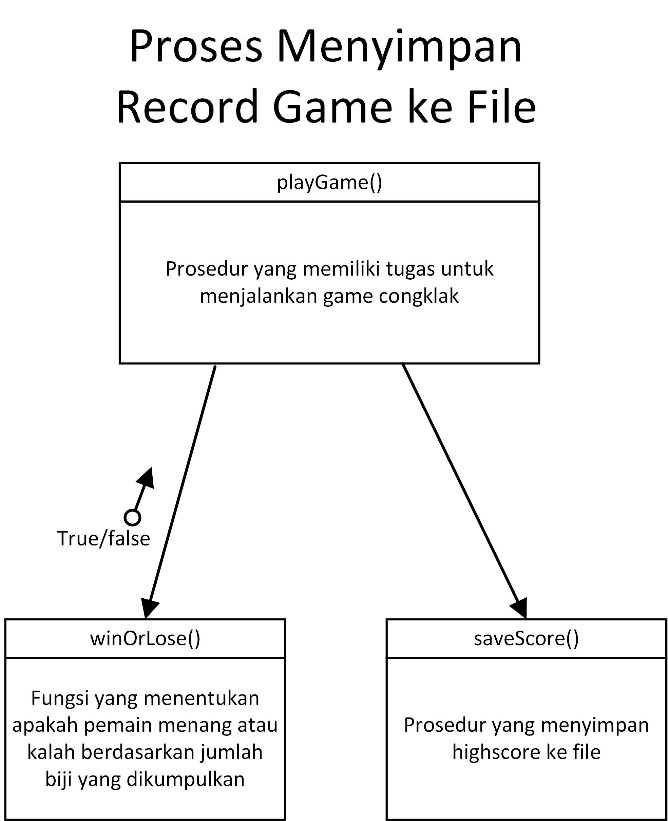 Proses Menyimpan
Record Game ke File
playGame()
Prosedur yang memiliki tugas untuk
menjalankan game congklak
True/false
winOrLose()
Fungsi yang menentukan
apakah pemain menang atau
kalah berdasarkan jumlah
biji yang dikumpulkan
saveScore()
Prosedur yang menyimpan
highscore ke file